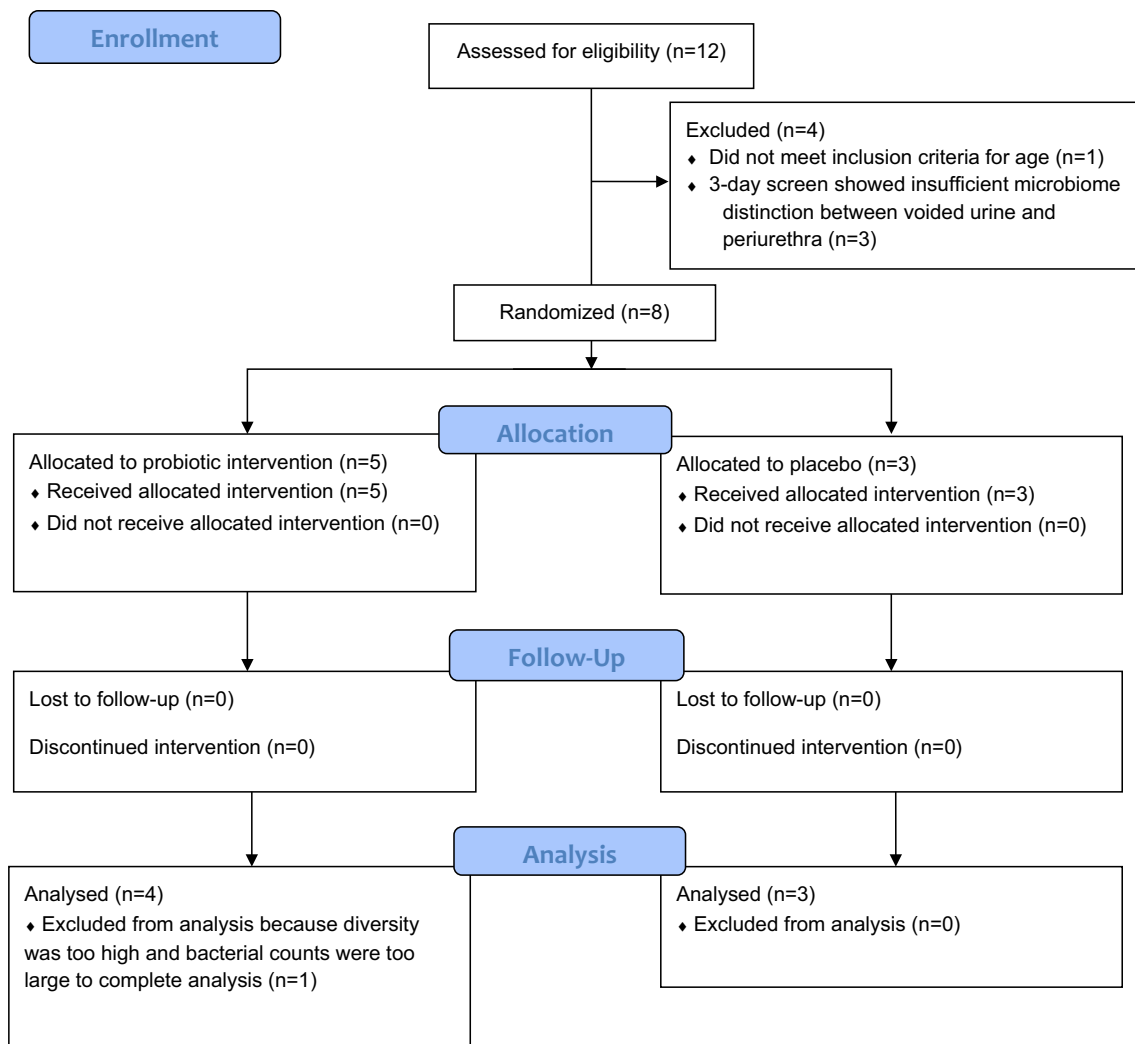 Enrollment
Assessed for eligibility (n=12)
Excluded (n=4)
♦ Did not meet inclusion criteria for age (n=1)
♦ 3-day screen showed insufficient microbiome
distinction between voided urine and
periurethra (n=3)
Randomized (n=8)
Allocation
Allocated to probiotic intervention (n=5)
♦ Received allocated intervention (n=5)
♦ Did not receive allocated intervention (n=0)
Allocated to placebo (n=3)
♦ Received allocated intervention (n=3)
♦ Did not receive allocated intervention (n=0)
Follow-Up
Lost to follow-up (n=0)
Discontinued intervention (n=0)
Lost to follow-up (n=0)
Discontinued intervention (n=0)
Analysis
Analysed (n=4)
♦ Excluded from analysis because diversity
was too high and bacterial counts were too
large to complete analysis (n=1)
Analysed (n=3)
♦ Excluded from analysis (n=0)